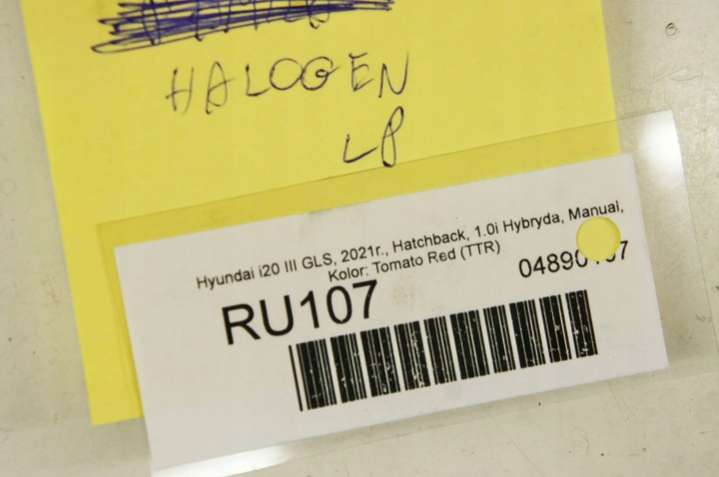 HALOGEN
LP
Hyundai i20 III GLS, 2021r., Hatchback, 1.0i Hybryda, Manual,
Kolor: Tomato Red (TTR)
RU107